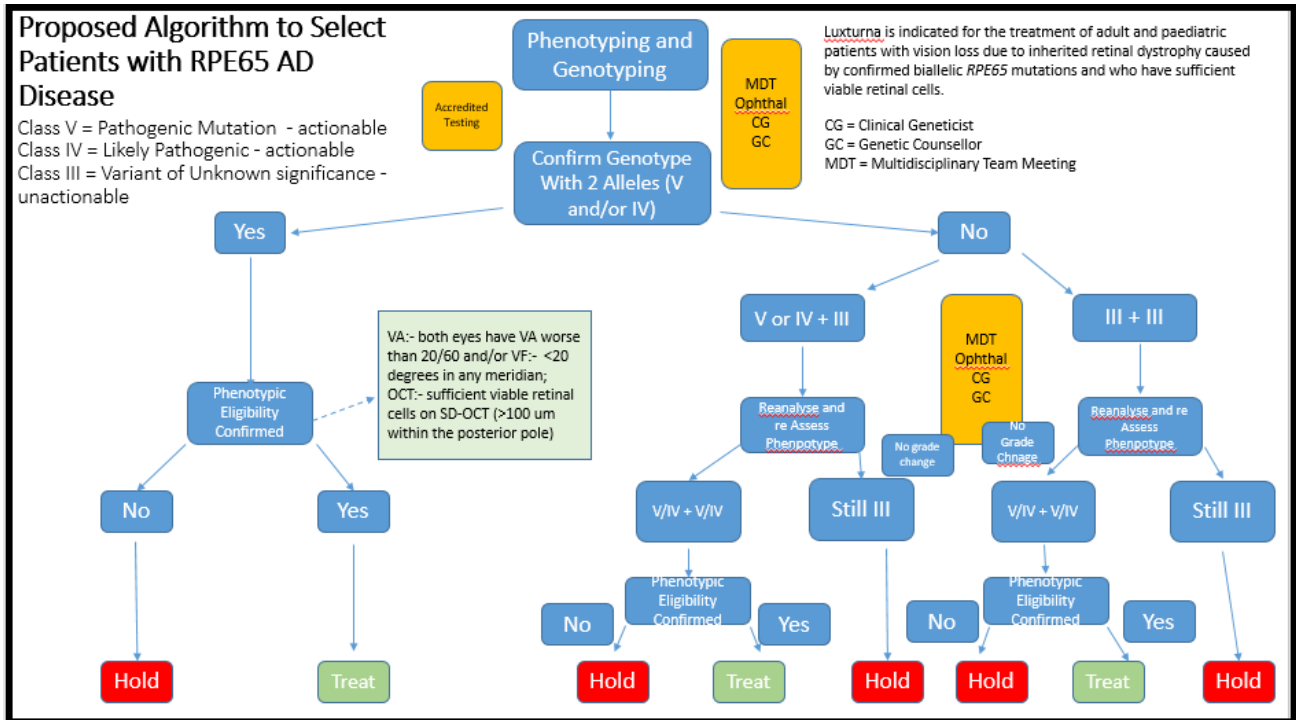 Proposed Algorithm to Select
Patients with RPE65 AD
Disease
Class V = Pathogenic Mutation - actionable
Class IV = Likely Pathogenic - actionable
Class III = Variant of Unknown significance -
unactionable
Accredited
Testing
Phenotyping and
Genotyping
MDT
Ophthal
CG
GC
Luxturna is indicated for the treatment of adult and paediatric
patients with vision loss due to inherited retinal dystrophy caused
by confirmed biallelic RPE65 mutations and who have sufficient
viable retinal cells.
CG = Clinical Geneticist
GC = Genetic Counsellor
MDT = Multidisciplinary Team Meeting
Confirm Genotype
With 2 Alleles (V
and/or IV)
Yes
No
VA:- both eyes have VA worse
than 20/60 and/or VF:- <20
degrees in any meridian;
OCT:- sufficient viable retinal
cells on SD-OCT (>100 um
within the posterior pole)
Phenotypic
Eligibility
Confirmed
No
Yes
Hold
Treat
V or IV + III
MDT
Ophthal
CG
GC
III + III
Reanalyse and
re Assess
Phenpotype
No grade
change
No
Grade
Chnage
Reanalyse and re
Assess
Phenpotype
V/IV + V/IV
Still III
V/IV + V/IV
Still III
Phenotypic
Eligibility
Confirmed
No
Yes
Phenotypic
Eligibility
Confirmed
No
Yes
Hold
Treat
Hold
Hold
Treat
Hold